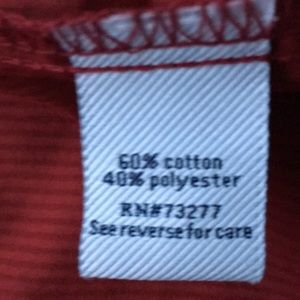 60% cotton
40% polyester
RN#73277
See reverse for care